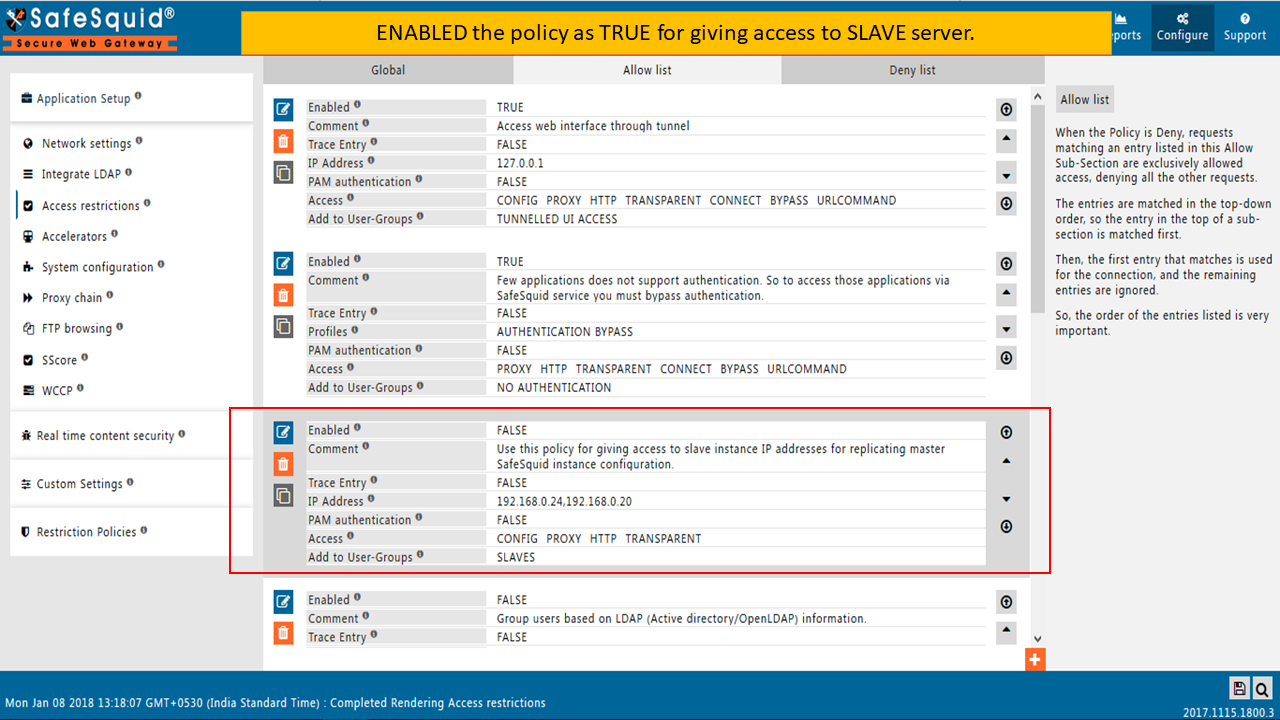 SafeSquid®
Secure Web Gateway
ENABLED the policy as TRUE for giving access to SLAVE server.
ports
Configure
Support
Global
Allow list
Deny list
Application Setup
Network settings
Integrate LDAP
Access restrictions
Accelerators
System configuration
Proxy chain
FTP browsing
SScore
WCCP
Real time content security
Custom Settings
Restriction Policies
Enabled TRUE
Comment Access web interface through tunnel
Trace Entry FALSE
IP Address 127.0.0.1
PAM authentication FALSE
Access CONFIG PROXY HTTP TRANSPARENT CONNECT BYPASS URLCOMMAND
Add to User-Groups TUNNELLED UI ACCESS
Enabled TRUE
Comment Few applications does not support authentication. So to access those applications via
SafeSquid service you must bypass authentication.
Trace Entry FALSE
Profiles AUTHENTICATION BYPASS
PAM authentication FALSE
Access PROXY HTTP TRANSPARENT CONNECT BYPASS URLCOMMAND
Add to User-Groups NO AUTHENTICATION
Enabled FALSE
Comment Use this policy for giving access to slave instance IP addresses for replicating master
SafeSquid instance configuration.
Trace Entry FALSE
IP Address 192.168.0.24,192.168.0.20
PAM authentication FALSE
Access CONFIG PROXY HTTP TRANSPARENT
Add to User-Groups SLAVES
Enabled FALSE
Comment Group users based on LDAP (Active directory/OpenLDAP) information.
Trace Entry FALSE
Allow list
When the Policy is Deny, requests
matching an entry listed in this Allow
Sub-Section are exclusively allowed
access, denying all the other requests.
The entries are matched in the top-down
order, so the entry in the top of a sub-
section is matched first.
Then, the first entry that matches is used
for the connection, and the remaining
entries are ignored.
So, the order of the entries listed is very
important.
Mon Jan 08 2018 13:18:07 GMT+0530 (India Standard Time) : Completed Rendering Access restrictions
2017.1115.1800.3